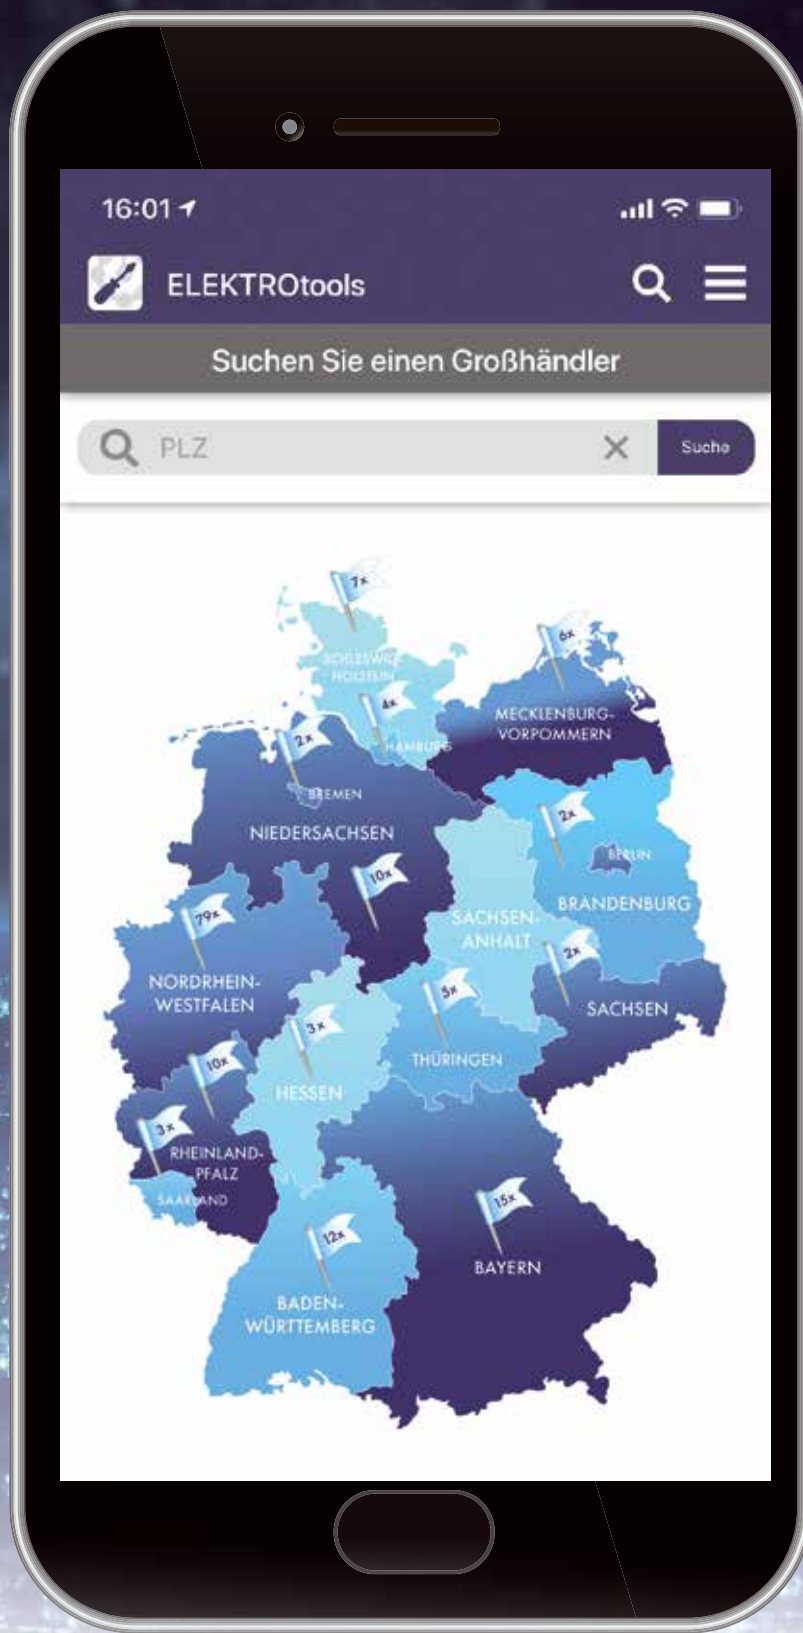 16:01
ELEKTROtools
Suchen Sie einen Großhändler
PLZ
Suche
7x
SCHLESWIG-
HOLSTEIN
6x
MECKLENBURG-
VORPOMMERN
4x
HAMBURG
2x
BREMEN
NIEDERSACHSEN
2x
BERLIN
BRANDENBURG
10x
79x
NORDRHEIN-
WESTFALEN
SACHSEN-
ANHALT
2x
SACHSEN
5x
THÜRINGEN
3x
HESSEN
10x
3x
RHEINLAND-
PFALZ
SAARLAND
15x
BAYERN
12x
BADEN-
WÜRTTEMBERG